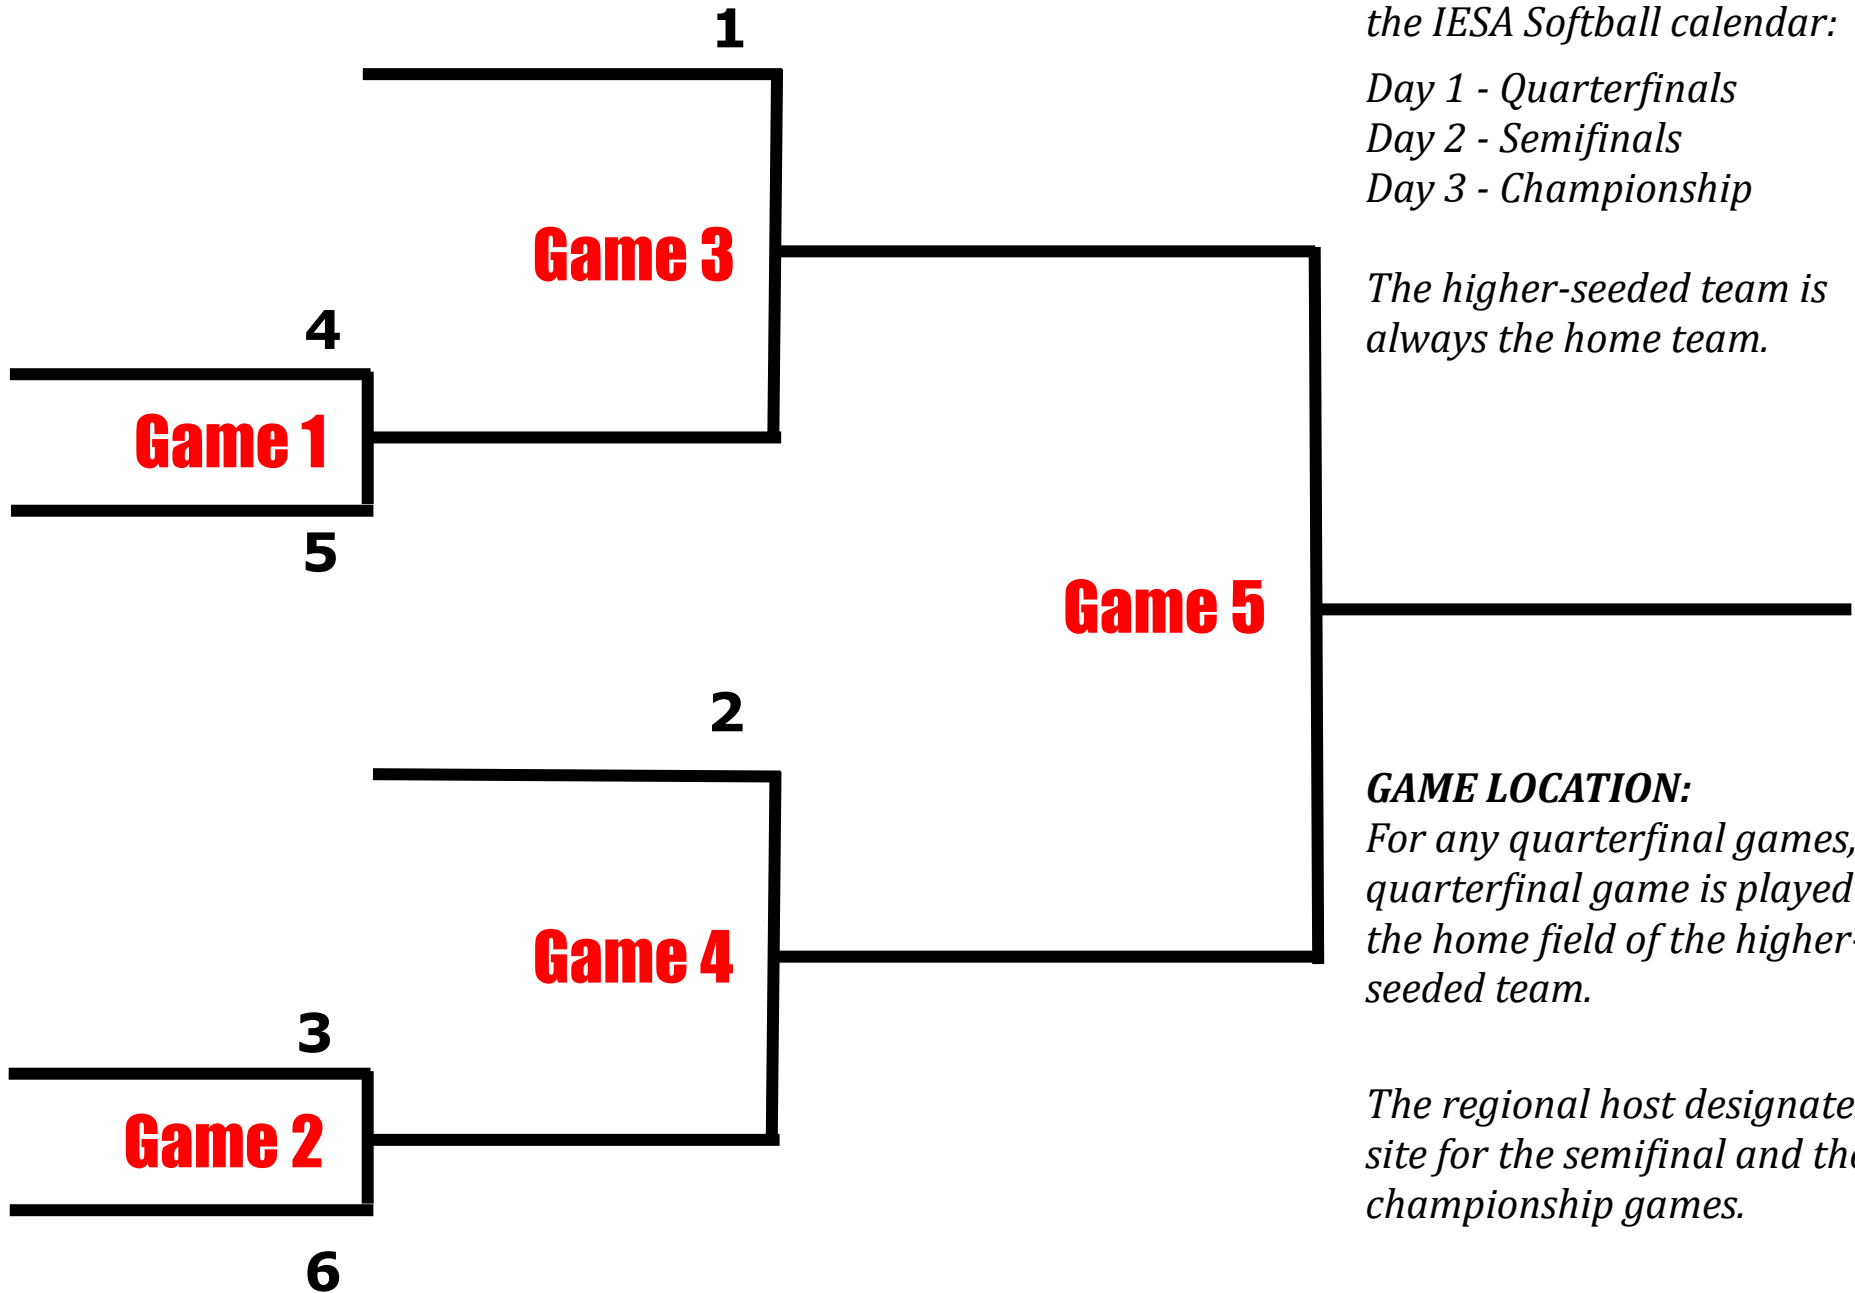 1
the IESA Softball calendar:
Day 1 - Quarterfinals
Day 2 - Semifinals
Day 3 - Championship
Game 3
The higher-seeded team is
always the home team.
4
Game 1
5
Game 5
2
GAME LOCATION:
For any quarterfinal games,
quarterfinal game is played
the home field of the higher-
seeded team.
Game 4
3
Game 2
The regional host designate
site for the semifinal and the
championship games.
6